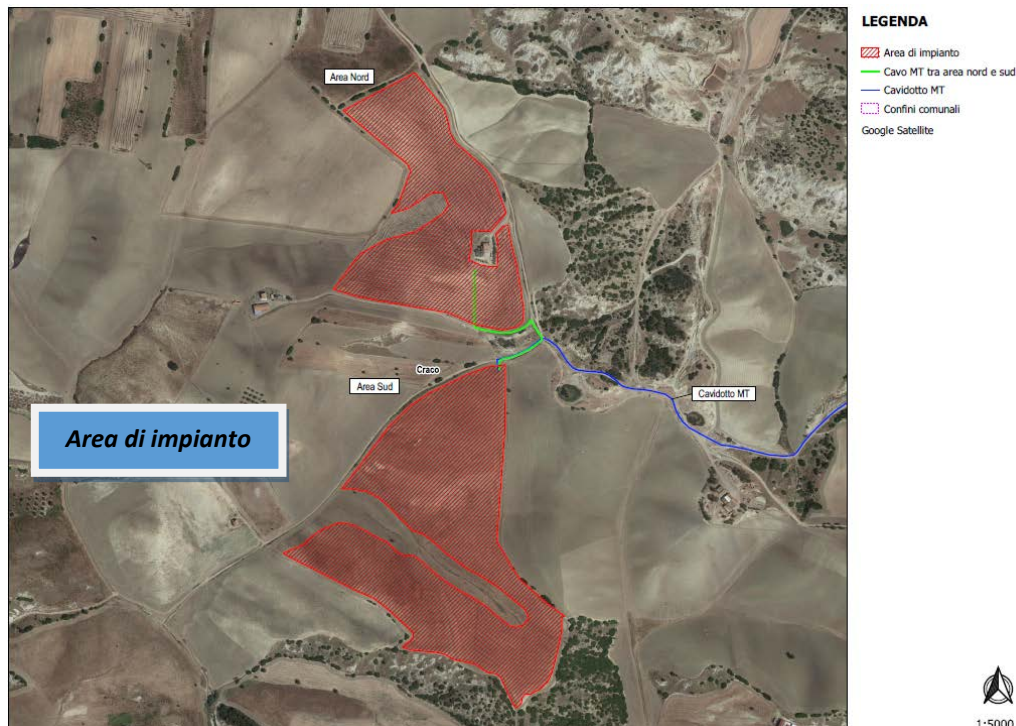 LEGENDA
Area di impianto
Cavo MT tra area nord e sud
Cavidotto MT
Confini comunali
Google Satellite
Area Nord
Craco
Area Sud
Cavidotto MT
Area di impianto
1:5000